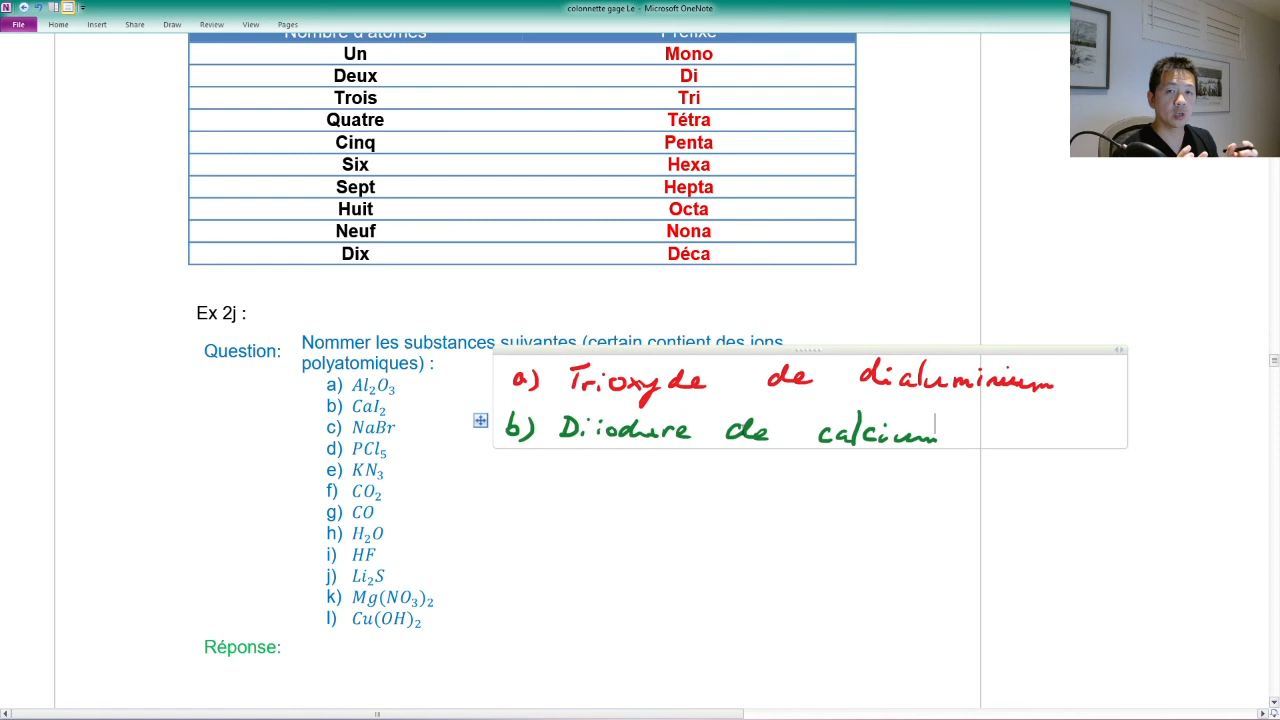 colonnette gage Le - Microsoft OneNote
File Home Insert Share Draw Review View Pages
Nombre d'atomes Préfixe
Un Mono
Deux Di
Trois Tri
Quatre Tétra
Cinq Penta
Six Hexa
Sept Hepta
Huit Octa
Neuf Nona
Dix Déca
Ex 2j :
Question: Nommer les substances suivantes (certain contient des ions
polyatomiques) :
a) Al₂O₃
b) CaI₂
c) NaBr
d) PCl₅
e) KN₃
f) CO₂
g) CO
h) H₂O
i) HF
j) Li₂S
k) Mg(NO₃)₂
l) Cu(OH)₂
a) Trioxyde de dialuminium
b) Diiodure de calcium
Réponse: